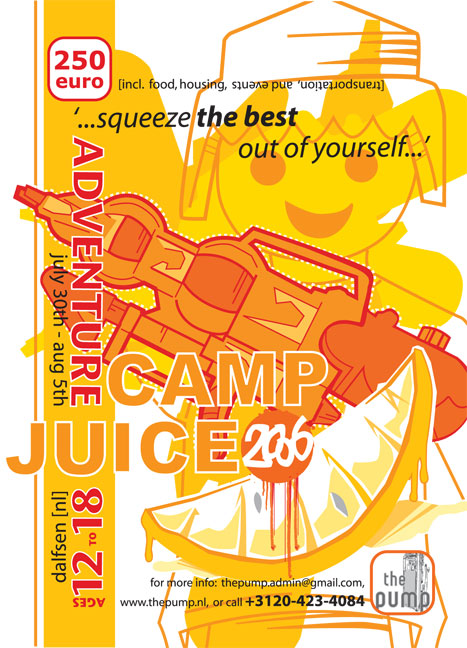 250
euro
[incl. food, housing, transportation, and events]
'...squeeze the best
out of yourself...'
ADVENTURE
july 30th - aug 5th
CAMP
JUICE 2006
AGES 12 TO 18
dalfsen [nl]
for more info: thepump.admin@gmail.com,
www.thepump.nl, or call +3120-423-4084
the
pump